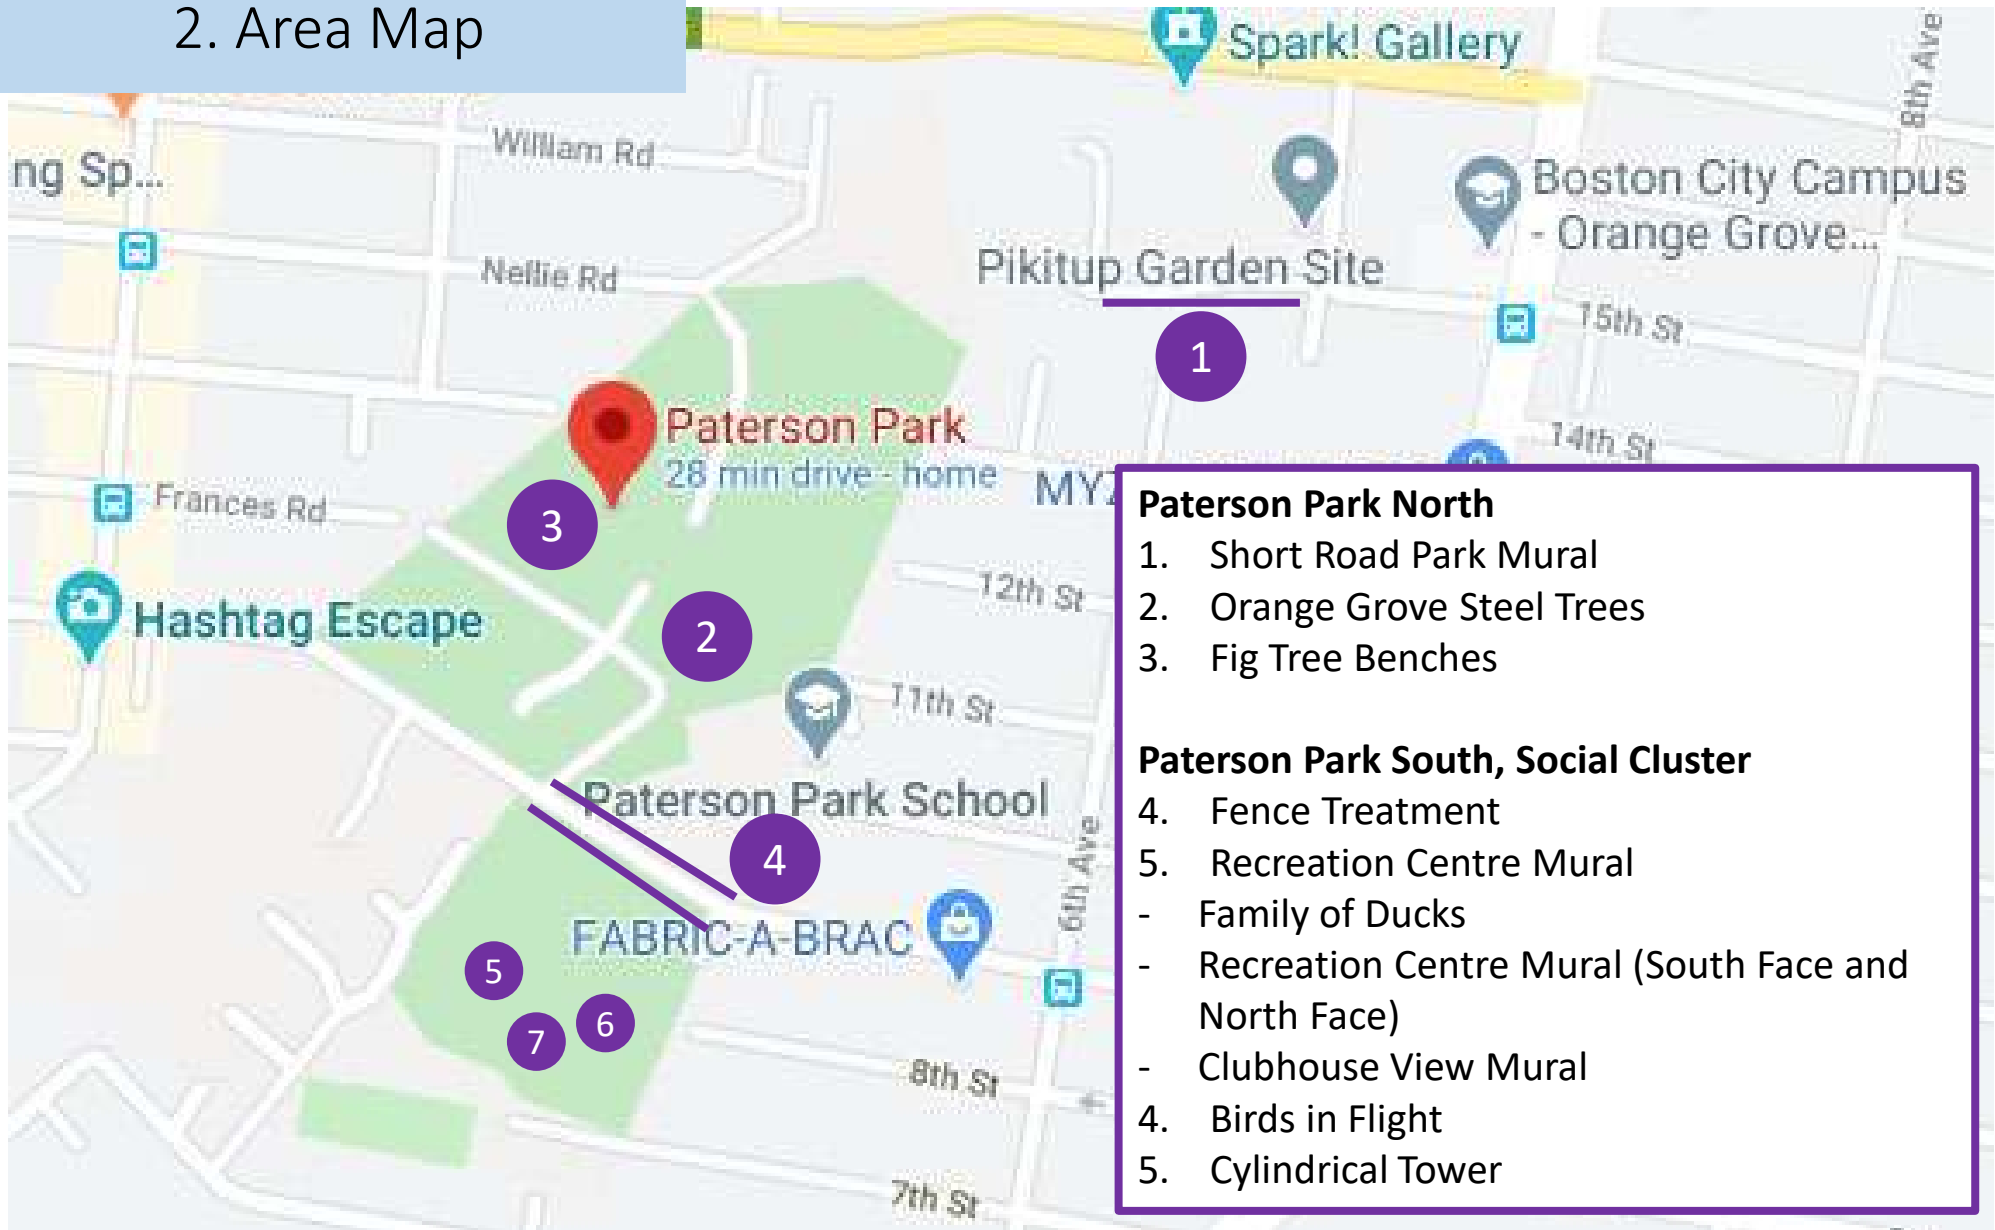 2. Area Map
Spark! Gallery
8th Ave
William Rd
ng Sp...
Boston City Campus
- Orange Grove...
Nellie Rd
Pikitup Garden Site
15th St
1
Paterson Park
28 min drive - home
14th St
MY
Frances Rd
3
12th St
Hashtag Escape
2
11th St
Paterson Park School
4
6th Ave
FABRIC-A-BRAC
5
6
7
8th St
7th St
Paterson Park North
1. Short Road Park Mural
2. Orange Grove Steel Trees
3. Fig Tree Benches
Paterson Park South, Social Cluster
4. Fence Treatment
5. Recreation Centre Mural
- Family of Ducks
- Recreation Centre Mural (South Face and
North Face)
- Clubhouse View Mural
4. Birds in Flight
5. Cylindrical Tower